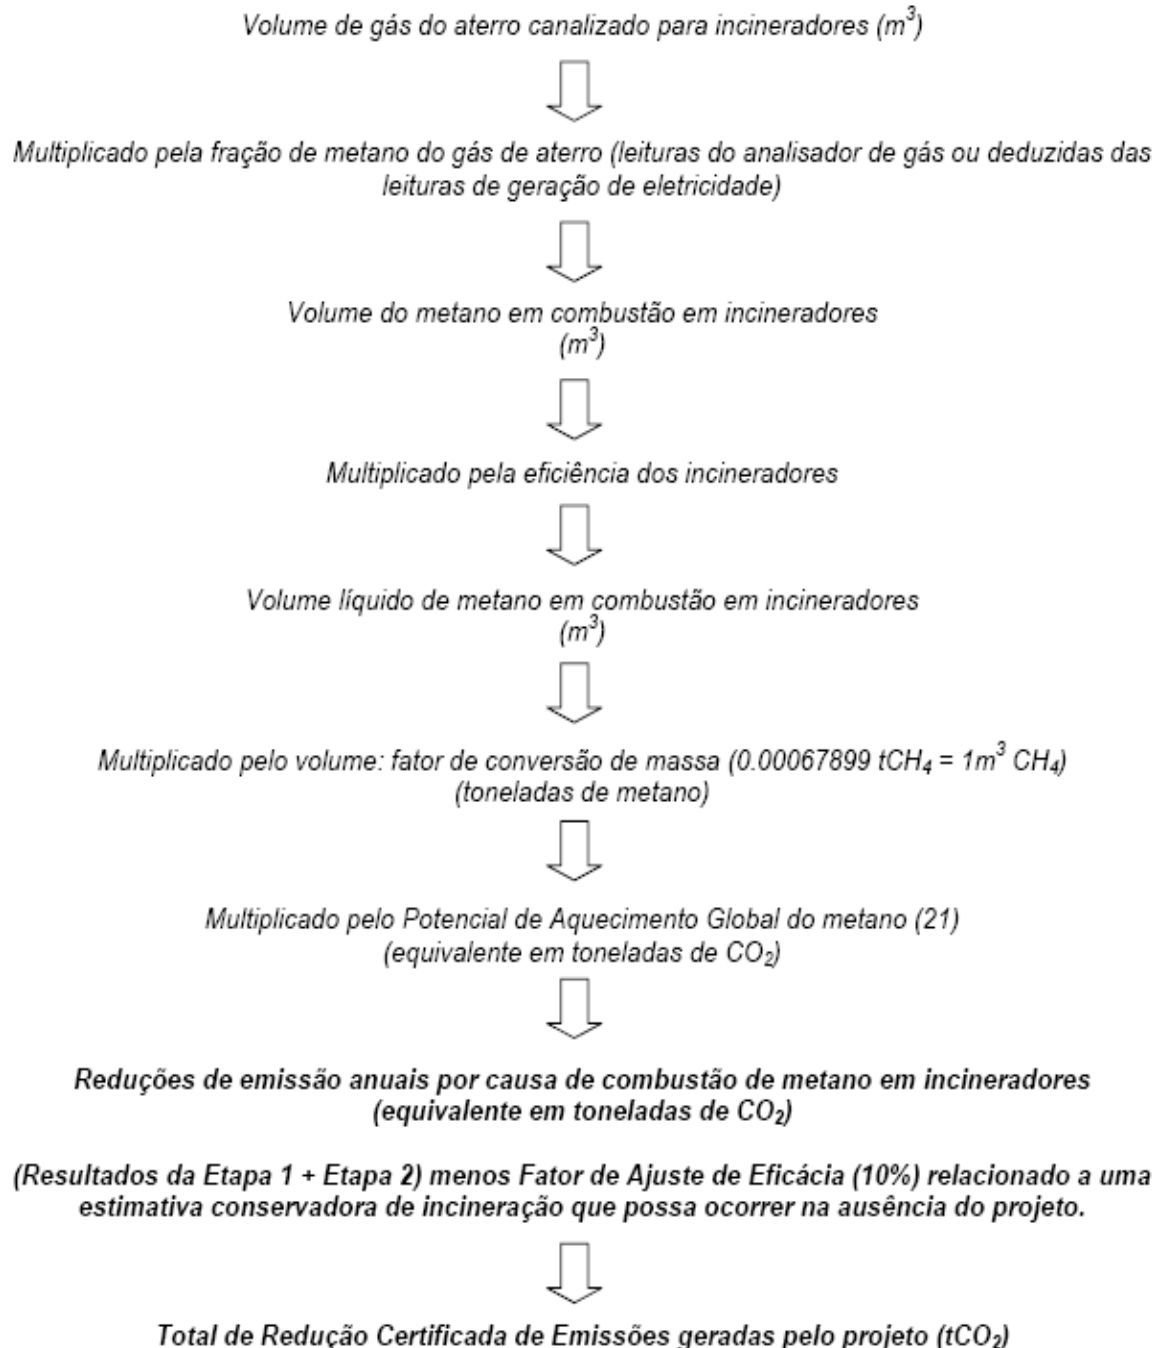 Volume de gás do aterro canalizado para incineradores (m³)
Multiplicado pela fração de metano do gás de aterro (leituras do analisador de gás ou deduzidas das
leituras de geração de eletricidade)
Volume do metano em combustão em incineradores
(m³)
Multiplicado pela eficiência dos incineradores
Volume líquido de metano em combustão em incineradores
(m³)
Multiplicado pelo volume: fator de conversão de massa (0.00067899 tCH₄ = 1m³ CH₄)
(toneladas de metano)
Multiplicado pelo Potencial de Aquecimento Global do metano (21)
(equivalente em toneladas de CO₂)
Reduções de emissão anuais por causa de combustão de metano em incineradores
(equivalente em toneladas de CO₂)
(Resultados da Etapa 1 + Etapa 2) menos Fator de Ajuste de Eficácia (10%) relacionado a uma
estimativa conservadora de incineração que possa ocorrer na ausência do projeto.
Total de Redução Certificada de Emissões geradas pelo projeto (tCO₂)